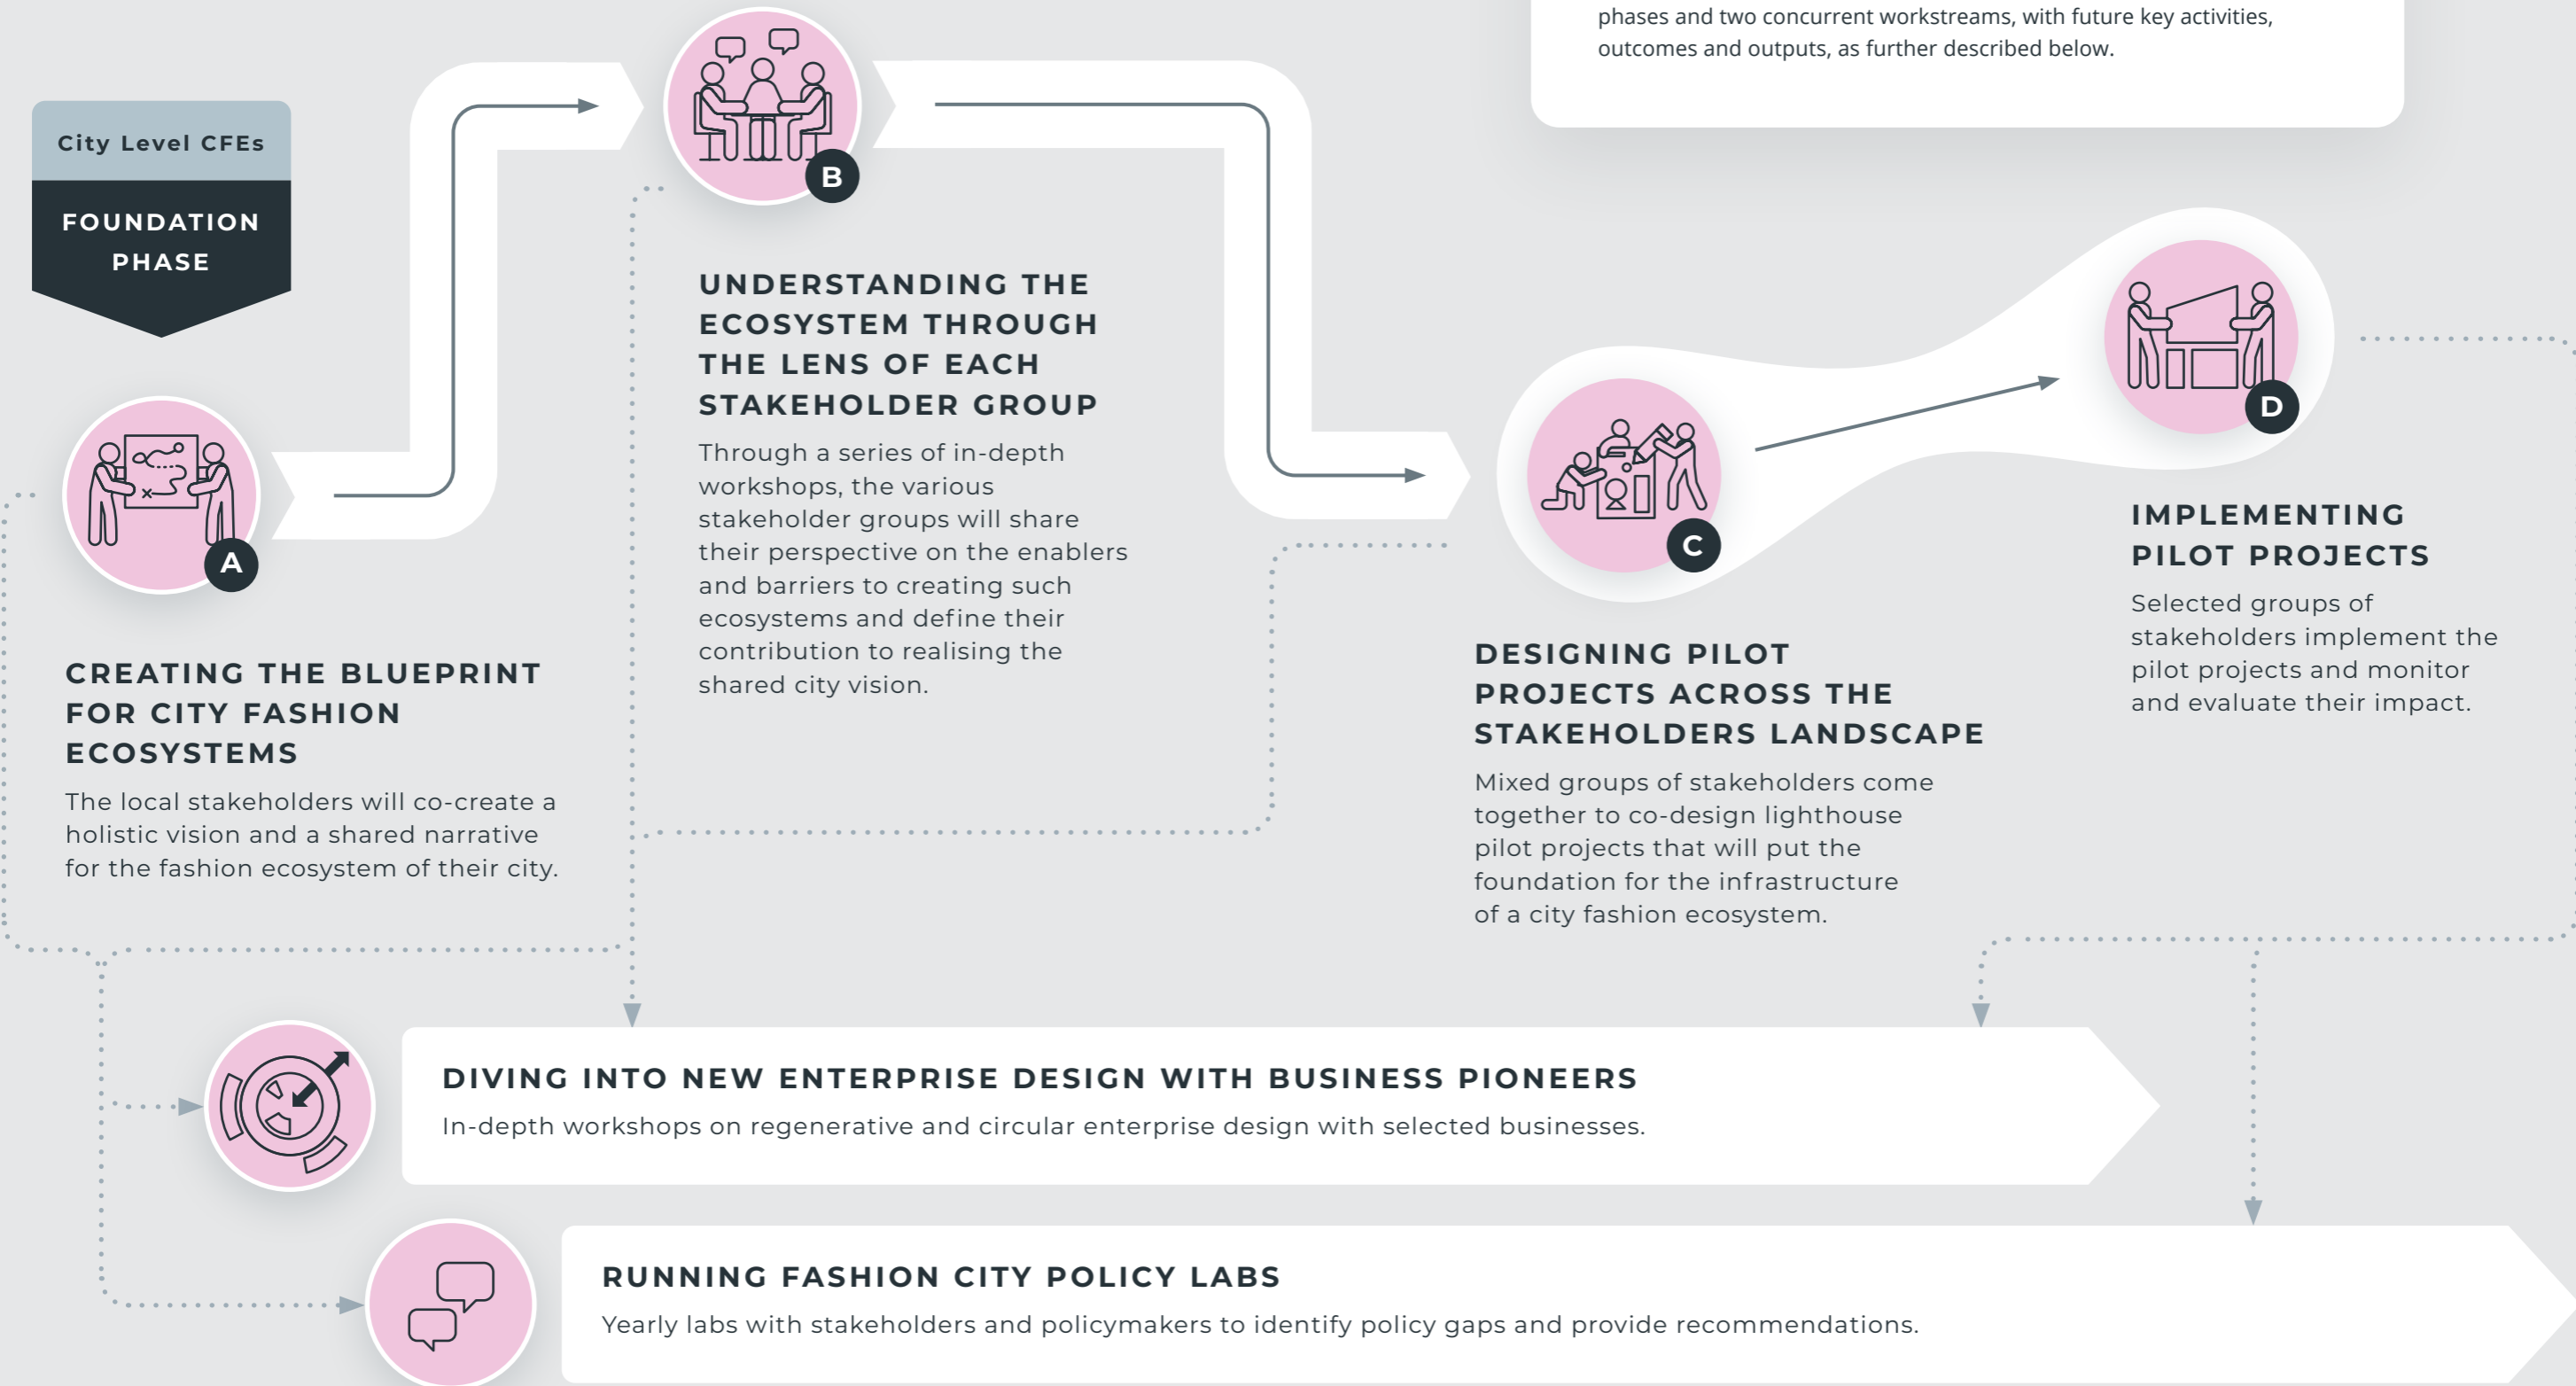 phases and two concurrent workstreams, with future key activities,
outcomes and outputs, as further described below.
City Level CFEs
FOUNDATION
PHASE
A
CREATING THE BLUEPRINT
FOR CITY FASHION
ECOSYSTEMS
The local stakeholders will co-create a
holistic vision and a shared narrative
for the fashion ecosystem of their city.
B
UNDERSTANDING THE
ECOSYSTEM THROUGH
THE LENS OF EACH
STAKEHOLDER GROUP
Through a series of in-depth
workshops, the various
stakeholder groups will share
their perspective on the enablers
and barriers to creating such
ecosystems and define their
contribution to realising the
shared city vision.
C
DESIGNING PILOT
PROJECTS ACROSS THE
STAKEHOLDERS LANDSCAPE
Mixed groups of stakeholders come
together to co-design lighthouse
pilot projects that will put the
foundation for the infrastructure
of a city fashion ecosystem.
D
IMPLEMENTING
PILOT PROJECTS
Selected groups of
stakeholders implement the
pilot projects and monitor
and evaluate their impact.
DIVING INTO NEW ENTERPRISE DESIGN WITH BUSINESS PIONEERS
In-depth workshops on regenerative and circular enterprise design with selected businesses.
RUNNING FASHION CITY POLICY LABS
Yearly labs with stakeholders and policymakers to identify policy gaps and provide recommendations.